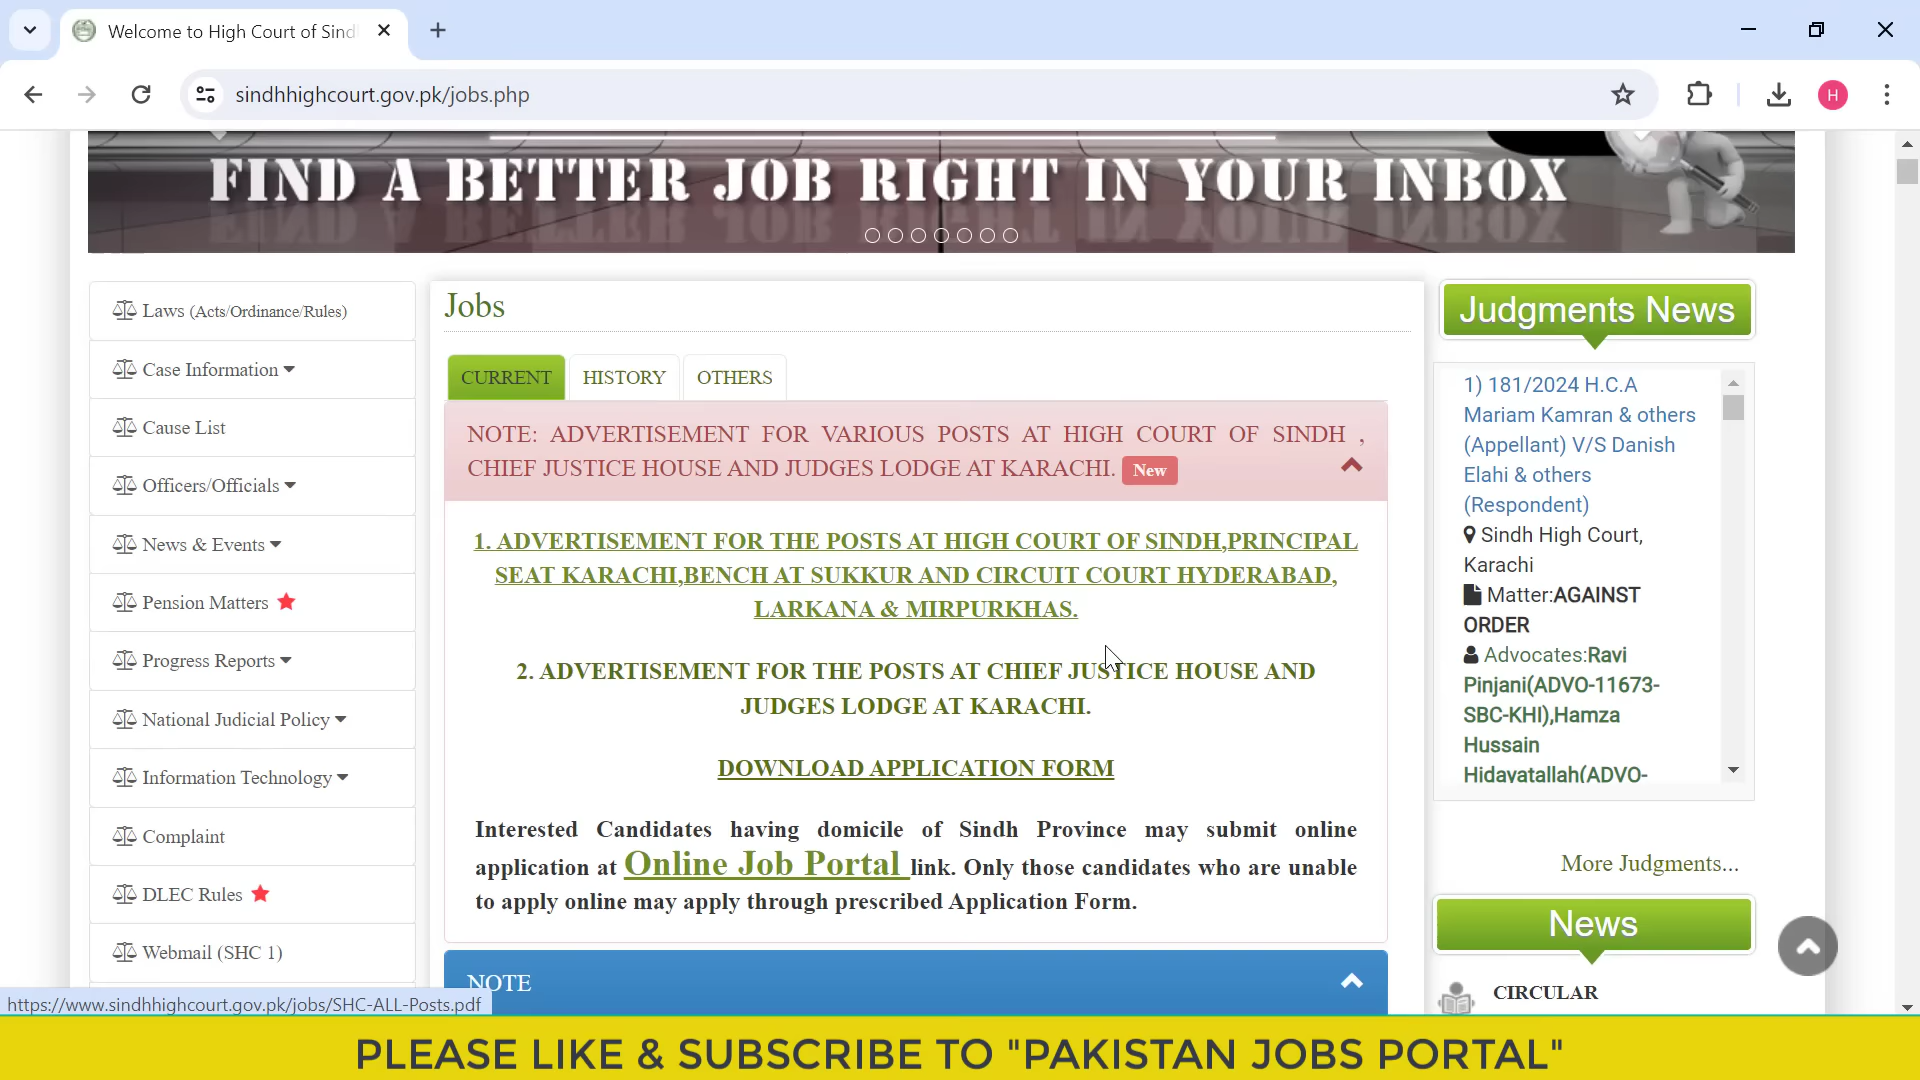 Welcome to High Court of Sind
sindhhighcourt.gov.pk/jobs.php
H
FIND A BETTER JOB RIGHT IN YOUR INBOX
Laws (Acts/Ordinance/Rules)
Case Information
Cause List
Officers/Officials
News & Events
Pension Matters
Progress Reports
National Judicial Policy
Information Technology
Complaint
DLEC Rules
Webmail (SHC 1)
Jobs
CURRENT
HISTORY
OTHERS
NOTE: ADVERTISEMENT FOR VARIOUS POSTS AT HIGH COURT OF SINDH ,
CHIEF JUSTICE HOUSE AND JUDGES LODGE AT KARACHI. New
1. ADVERTISEMENT FOR THE POSTS AT HIGH COURT OF SINDH,PRINCIPAL
SEAT KARACHI,BENCH AT SUKKUR AND CIRCUIT COURT HYDERABAD,
LARKANA & MIRPURKHAS.
2. ADVERTISEMENT FOR THE POSTS AT CHIEF JUSTICE HOUSE AND
JUDGES LODGE AT KARACHI.
DOWNLOAD APPLICATION FORM
Interested Candidates having domicile of Sindh Province may submit online
application at Online Job Portal link. Only those candidates who are unable
to apply online may apply through prescribed Application Form.
NOTE
Judgments News
1) 181/2024 H.C.A
Mariam Kamran & others
(Appellant) V/S Danish
Elahi & others
(Respondent)
Sindh High Court,
Karachi
Matter:AGAINST
ORDER
Advocates:Ravi
Pinjani(ADVO-11673-
SBC-KHI),Hamza
Hussain
Hidayatallah(ADVO-
More Judgments...
News
CIRCULAR
https://www.sindhhighcourt.gov.pk/jobs/SHC-ALL-Posts.pdf
PLEASE LIKE & SUBSCRIBE TO "PAKISTAN JOBS PORTAL"